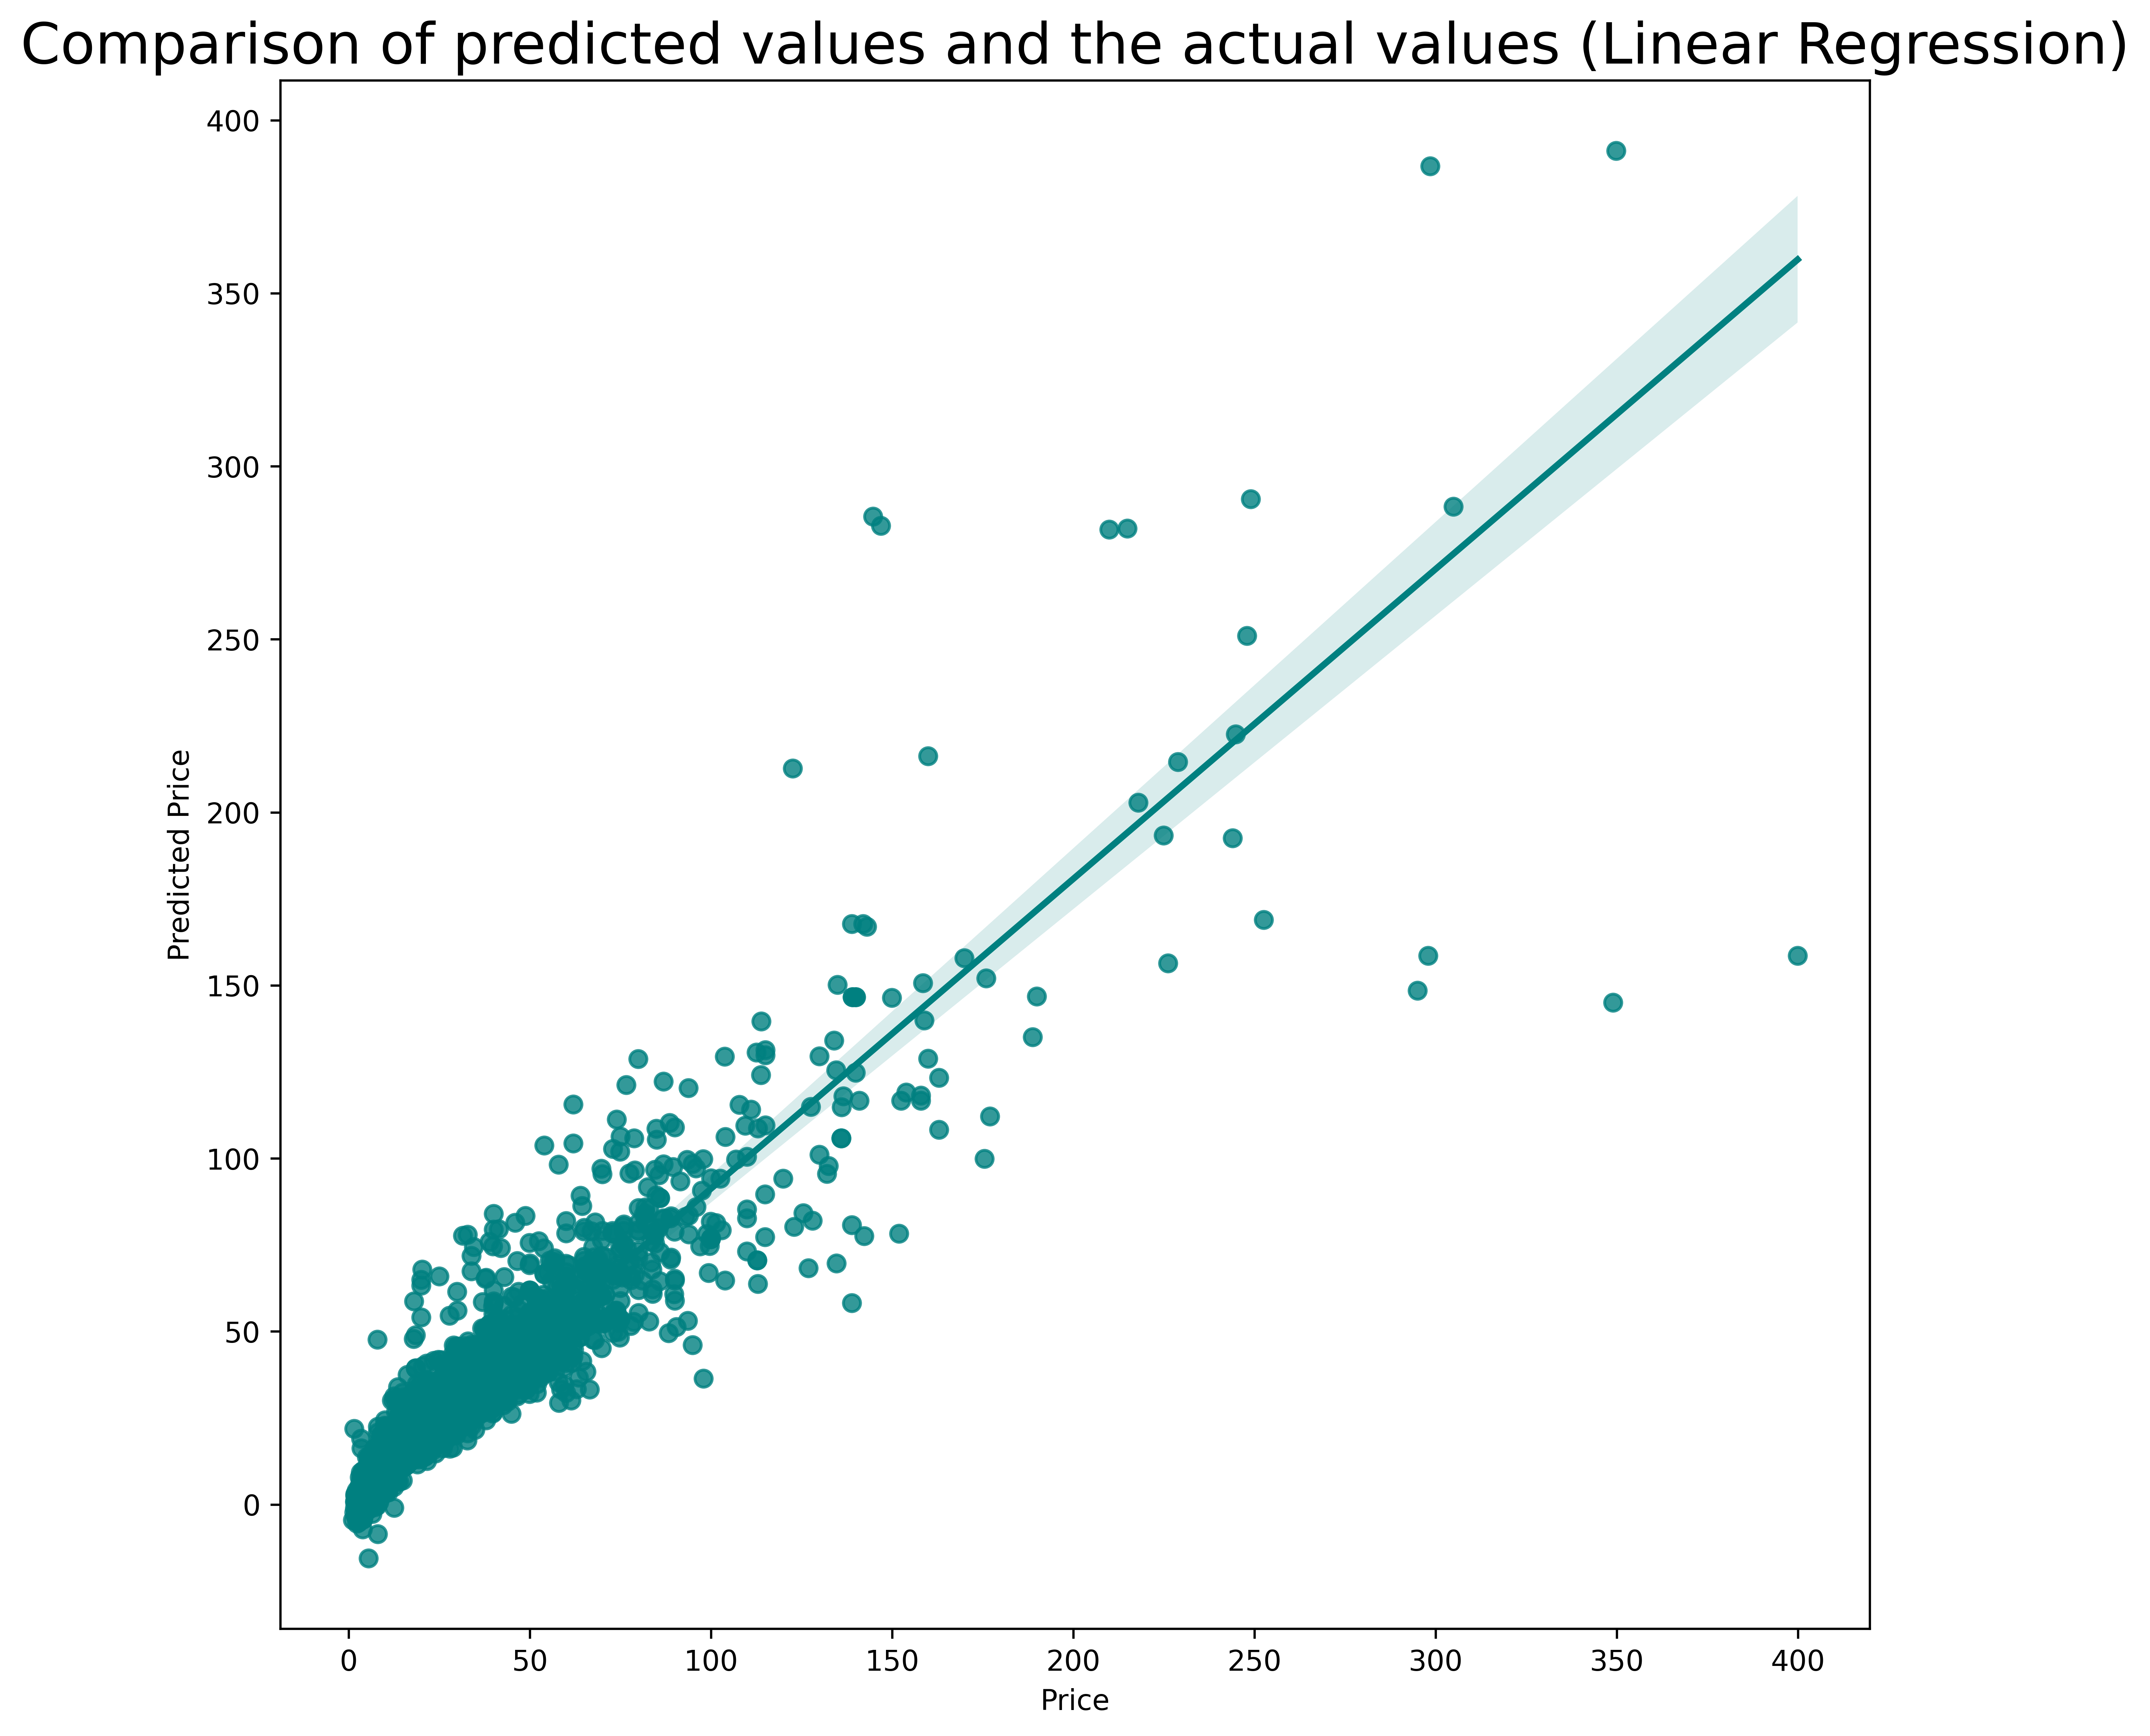 Comparison of predicted values and the actual values (Linear Regression)
400
350
300
250
200
150
100
50
0
Predicted Price
0 50 100 150 200 250 300 350 400
Price